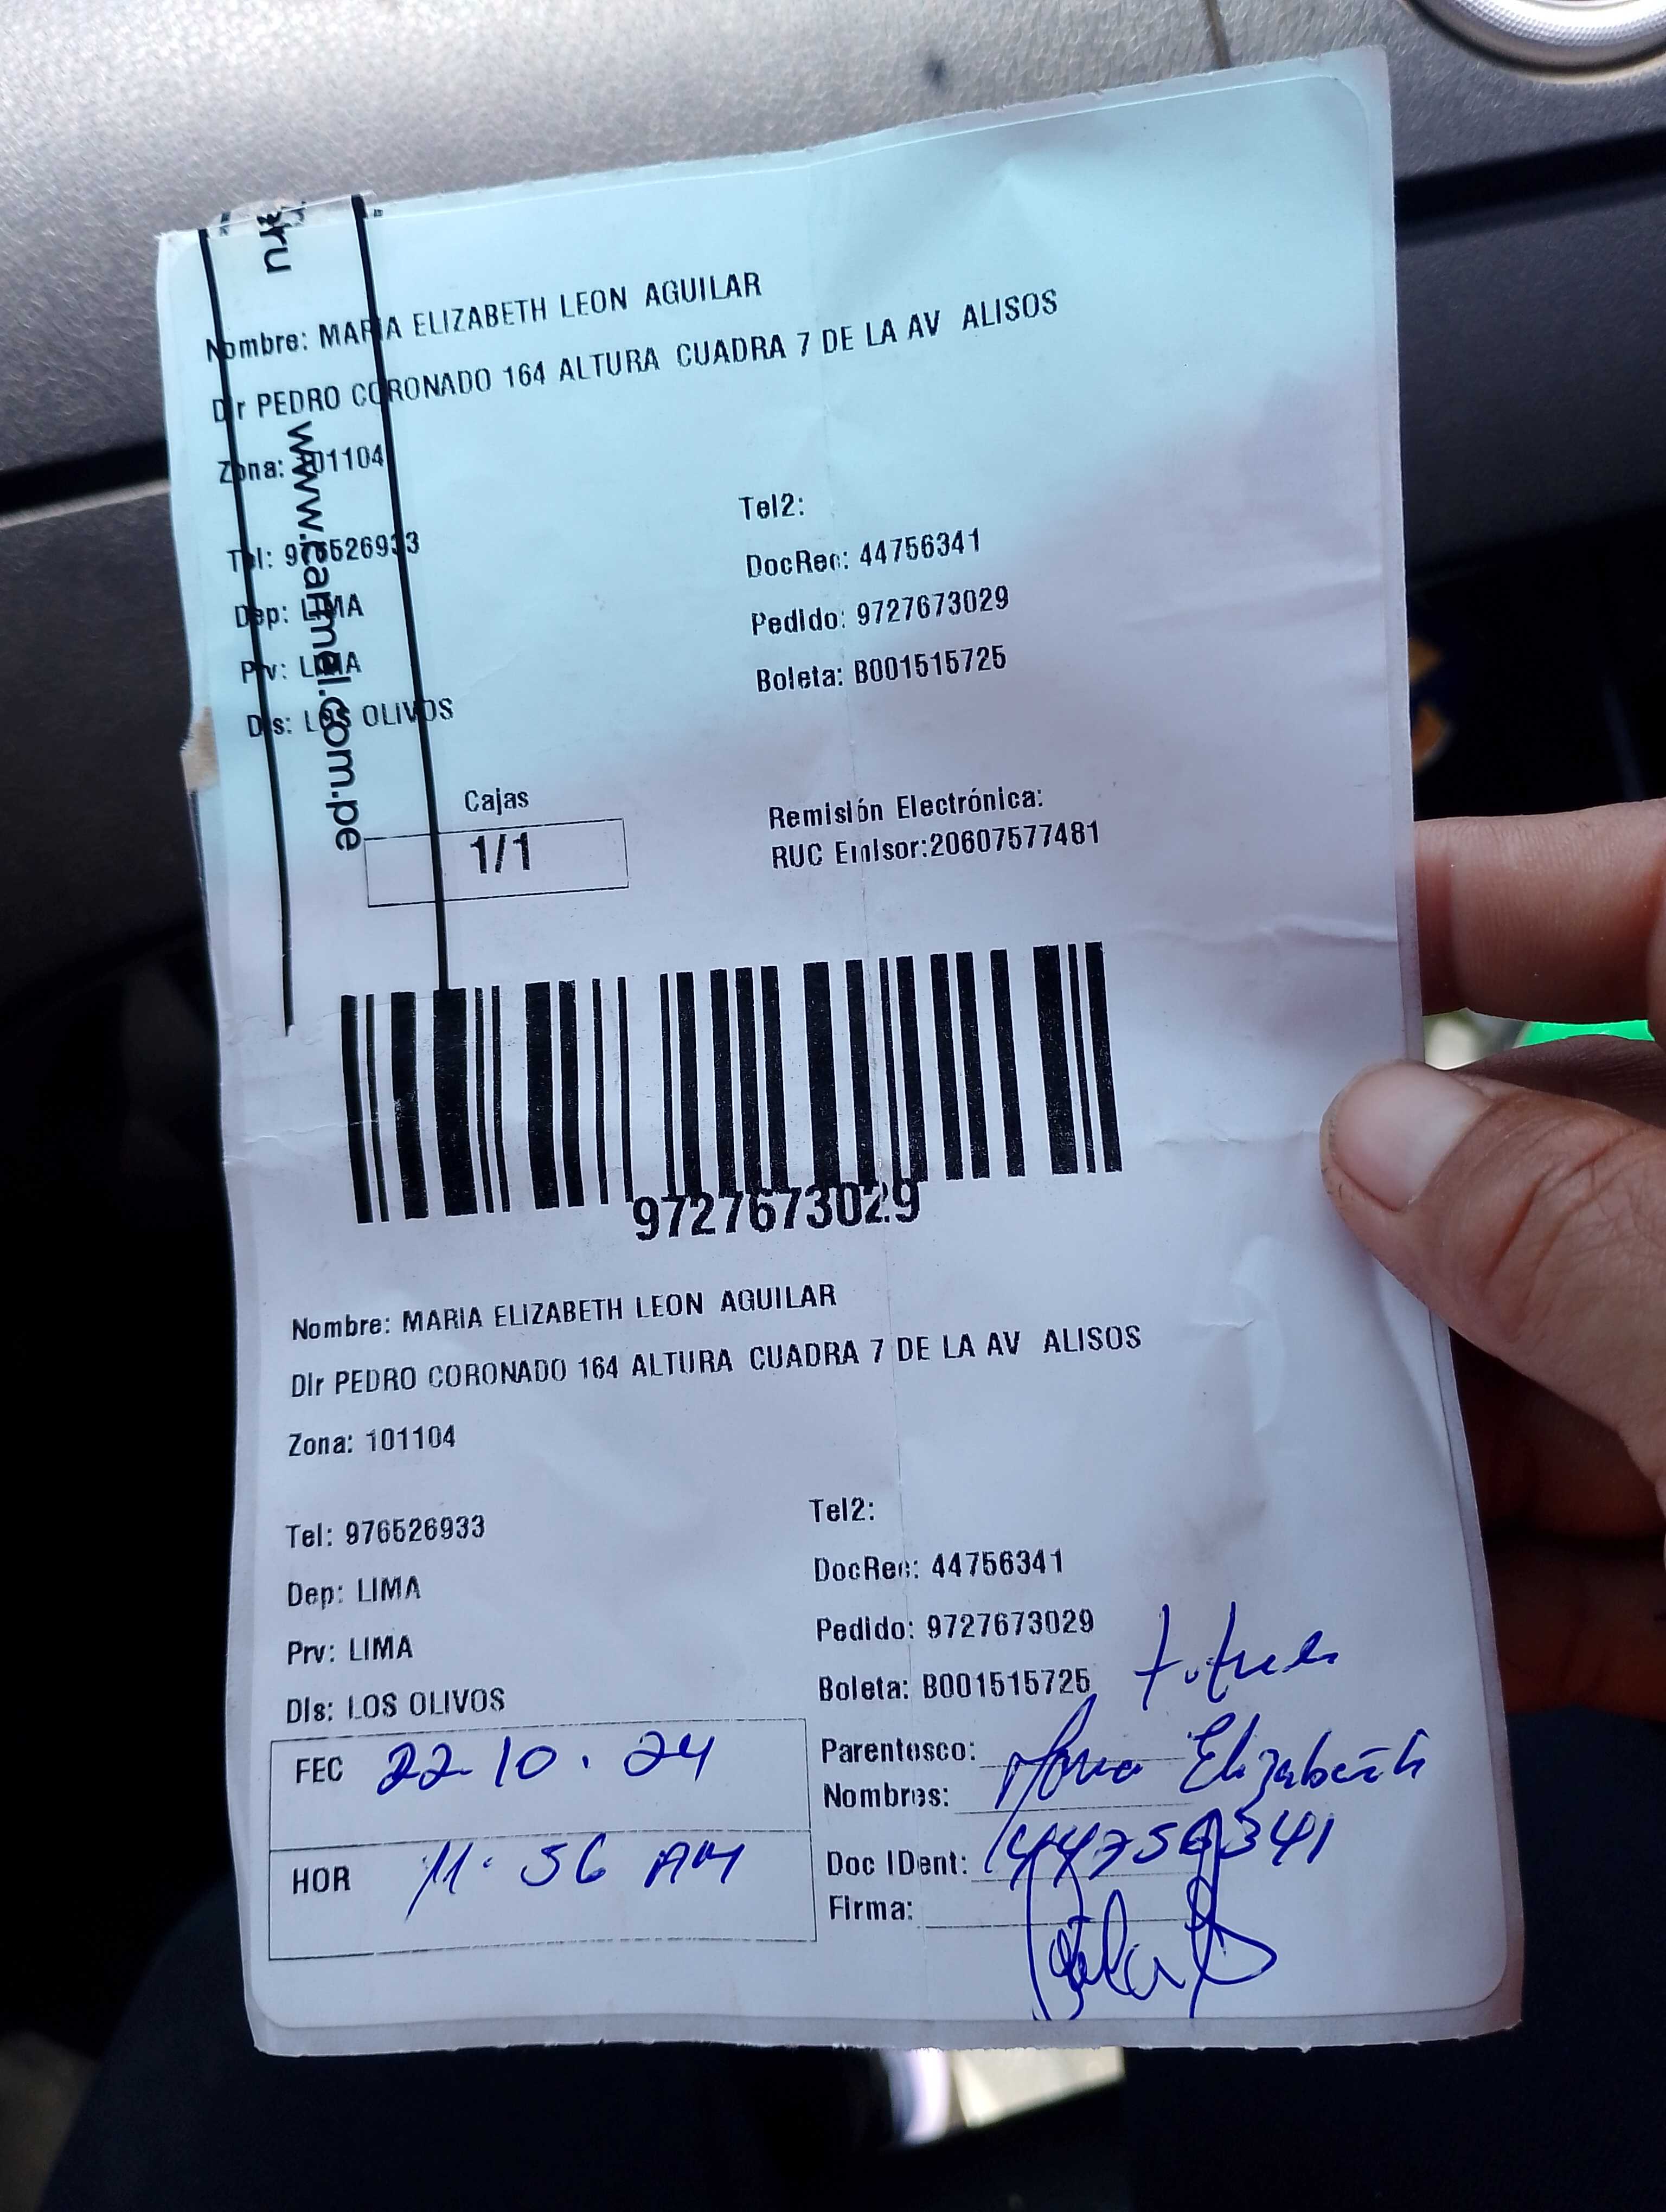 www.carmel.com.pe
Nombre: MARIA ELIZABETH LEON AGUILAR
Dir PEDRO CORONADO 164 ALTURA CUADRA 7 DE LA AV ALISOS
Zona: 101104
Tel: 976526933
Tel2:
DocRec: 44756341
Dep: LIMA
Pedido: 9727673029
Prv: LIMA
Boleta: B001515725
Dis: LOS OLIVOS
Cajas
1/1
Remisión Electrónica:
RUC Emisor:20607577481
9727673029
Nombre: MARIA ELIZABETH LEON AGUILAR
Dir PEDRO CORONADO 164 ALTURA CUADRA 7 DE LA AV ALISOS
Zona: 101104
Tel: 976526933
Tel2:
Dep: LIMA
DocRec: 44756341
Prv: LIMA
Pedido: 9727673029
Dis: LOS OLIVOS
Boleta: B001515725
FEC 22.10.24
Parentesco:
Nombres: Maria Elizabeth
HOR 11.56 AM
Doc IDent: 44756341
Firma: